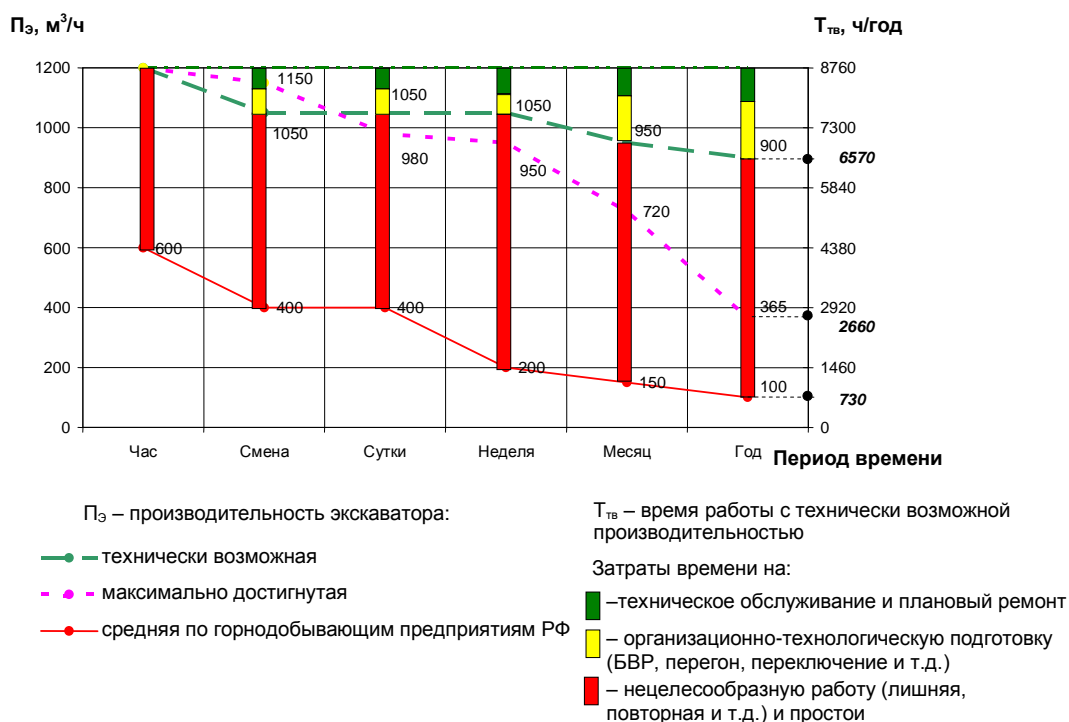 Пэ, м³/ч
Ттв, ч/год
1200
1000
800
600
400
200
0
8760
7300
5840
4380
2920
1460
0
1150
1050
1050
1050
950
900
980
950
720
365
600
400
400
200
150
100
6570
2660
730
Час
Смена
Сутки
Неделя
Месяц
Год
Период времени
Пэ – производительность экскаватора:
технически возможная
максимально достигнутая
средняя по горнодобывающим предприятиям РФ
Ттв – время работы с технически возможной
производительностью
Затраты времени на:
–техническое обслуживание и плановый ремонт
– организационно-технологическую подготовку
(БВР, перегон, переключение и т.д.)
– нецелесообразную работу (лишняя,
повторная и т.д.) и простои